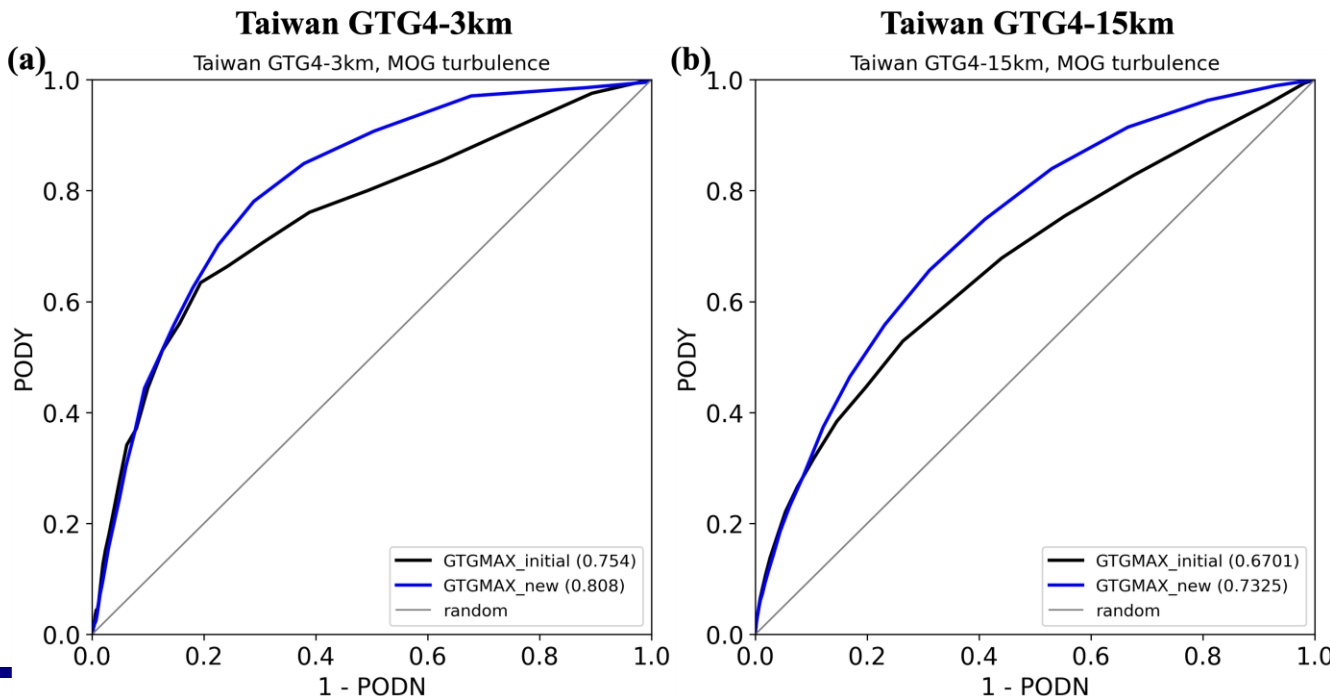 Taiwan GTG4-3km
(a)
Taiwan GTG4-3km, MOG turbulence
1.0
0.8
0.6
0.4
0.2
0.0
PODY
GTGMAX_initial (0.754)
GTGMAX_new (0.808)
random
0.0 0.2 0.4 0.6 0.8 1.0
1 - PODN
Taiwan GTG4-15km
(b)
Taiwan GTG4-15km, MOG turbulence
1.0
0.8
0.6
0.4
0.2
0.0
PODY
GTGMAX_initial (0.6701)
GTGMAX_new (0.7325)
random
0.0 0.2 0.4 0.6 0.8 1.0
1 - PODN